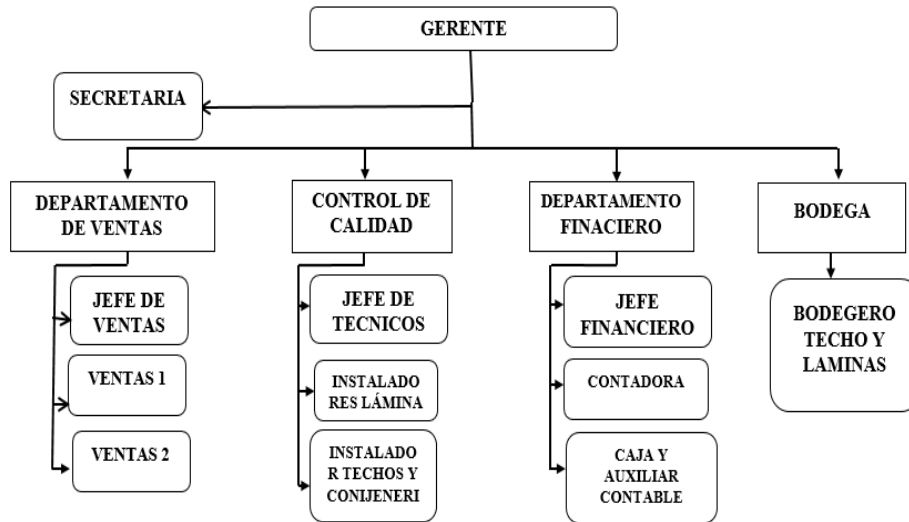 GERENTE
SECRETARIA
DEPARTAMENTO
DE VENTAS
CONTROL DE
CALIDAD
DEPARTAMENTO
FINACIERO
BODEGA
JEFE DE
VENTAS
VENTAS 1
VENTAS 2
JEFE DE
TECNICOS
INSTALADO
RES LÁMINA
INSTALADO
R TECHOS Y
CONIJENERI
JEFE
FINANCIERO
CONTADORA
CAJA Y
AUXILIAR
CONTABLE
BODEGERO
TECHO Y
LAMINAS